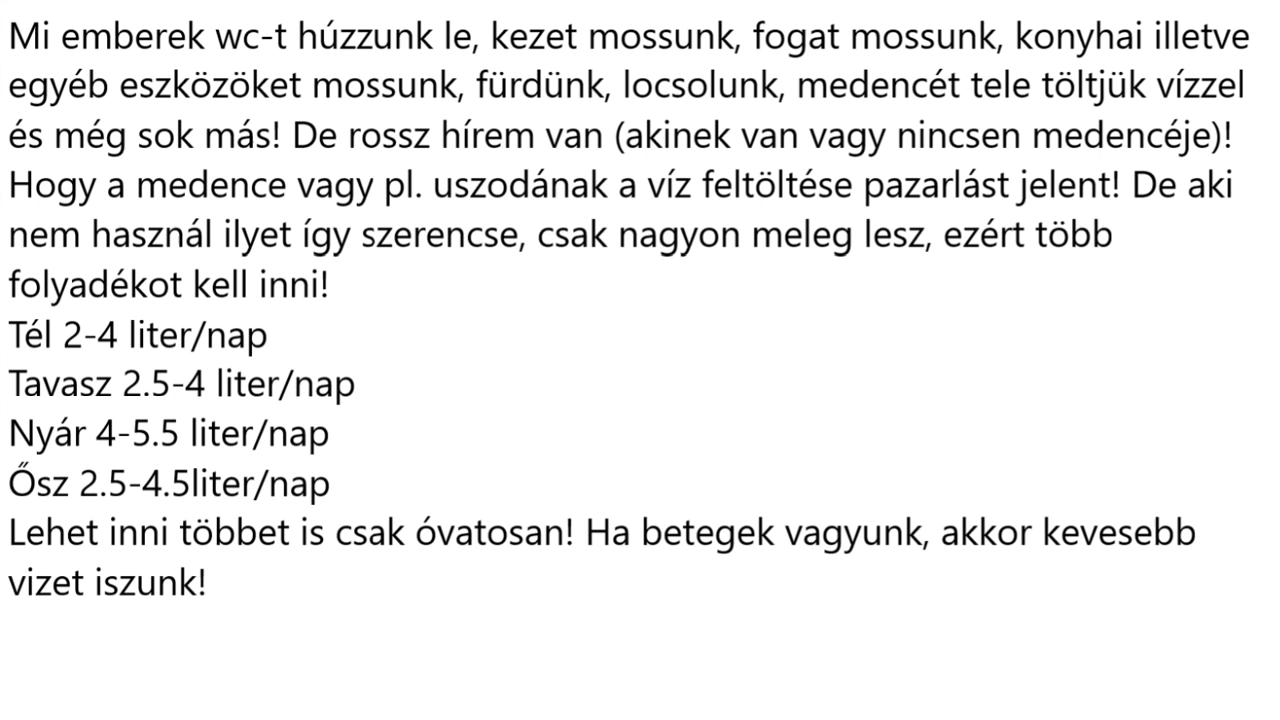 Mi emberek wc-t húzzunk le, kezet mossunk, fogat mossunk, konyhai illetve
egyéb eszközöket mossunk, fürdünk, locsolunk, medencét tele töltjük vízzel
és még sok más! De rossz hírem van (akinek van vagy nincsen medencéje)!
Hogy a medence vagy pl. uszodának a víz feltöltése pazarlást jelent! De aki
nem használ ilyet így szerencse, csak nagyon meleg lesz, ezért több
folyadékot kell inni!
Tél 2-4 liter/nap
Tavasz 2.5-4 liter/nap
Nyár 4-5.5 liter/nap
Ősz 2.5-4.5liter/nap
Lehet inni többet is csak óvatosan! Ha betegek vagyunk, akkor kevesebb
vizet iszunk!